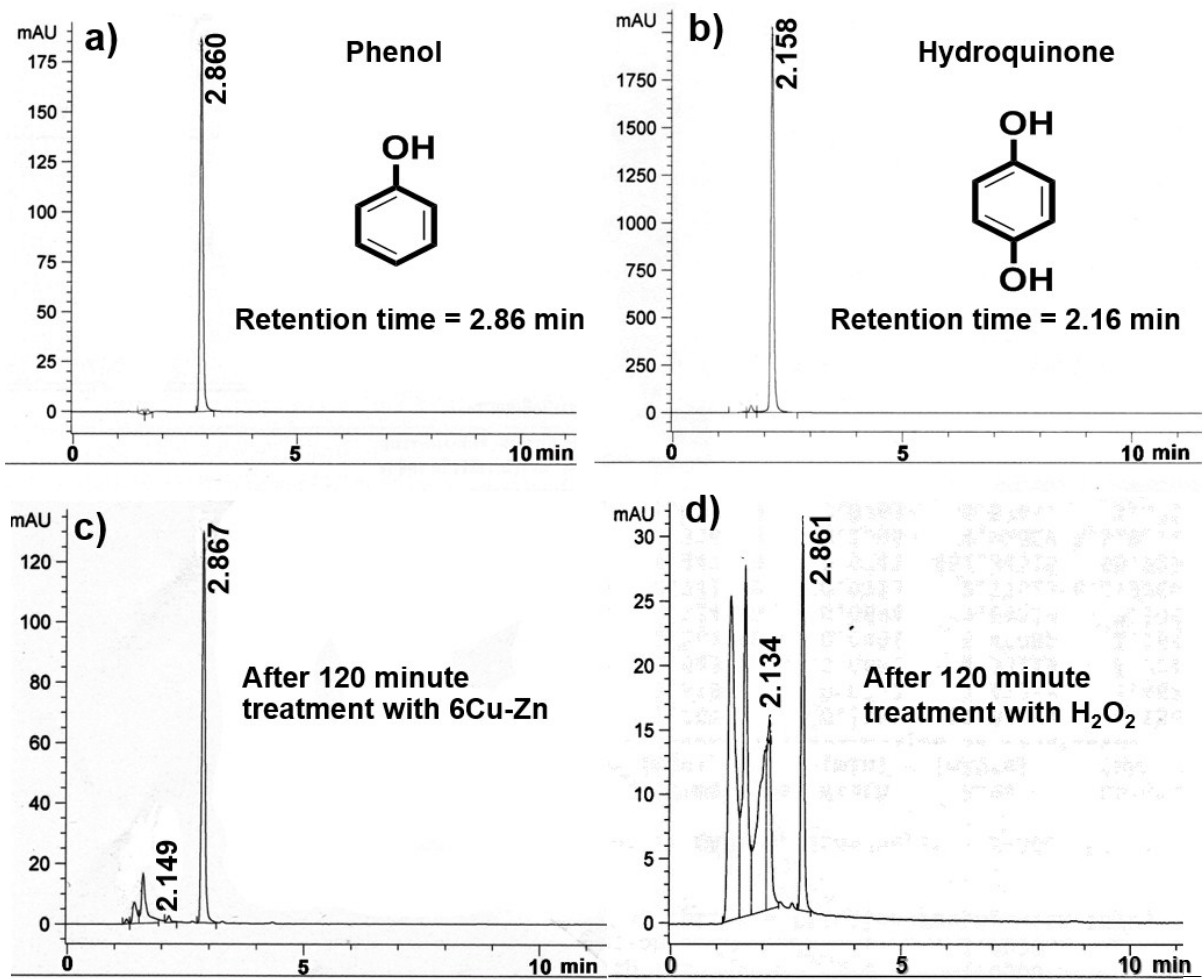 a)
mAU
Phenol
2.860
175
150
125
100
75
50
25
0
OH
Retention time = 2.86 min
0
5
10 min
b)
mAU
Hydroquinone
2.158
1750
1500
1250
1000
750
500
250
0
OH
OH
Retention time = 2.16 min
0
5
10 min
c)
mAU
2.867
120
100
80
60
40
20
0
After 120 minute
treatment with 6Cu-Zn
2.149
0
5
10 min
d)
mAU
2.861
30
25
20
15
10
5
0
2.134
After 120 minute
treatment with H₂O₂
0
5
10 min